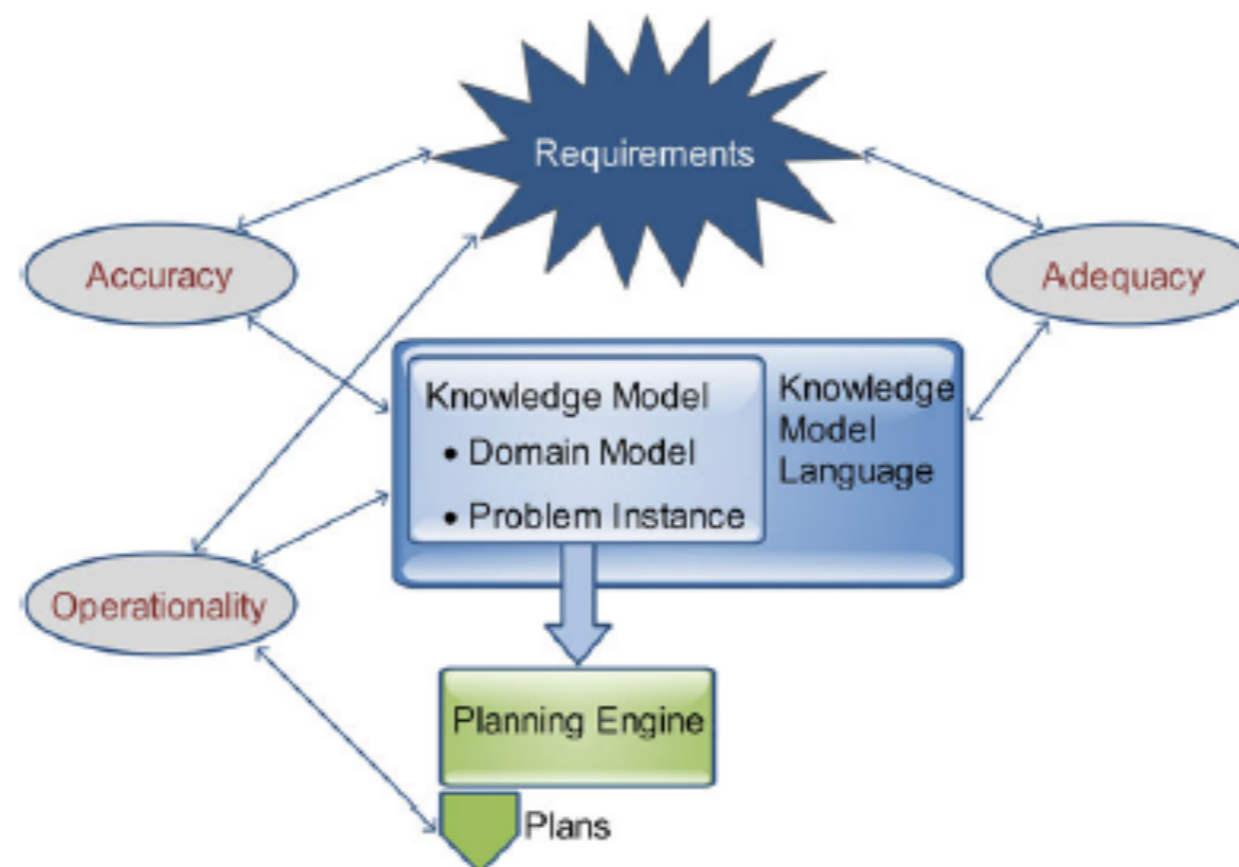 Requirements
Accuracy
Adequacy
Knowledge Model
• Domain Model
• Problem Instance
Knowledge
Model
Language
Operationality
Planning Engine
Plans